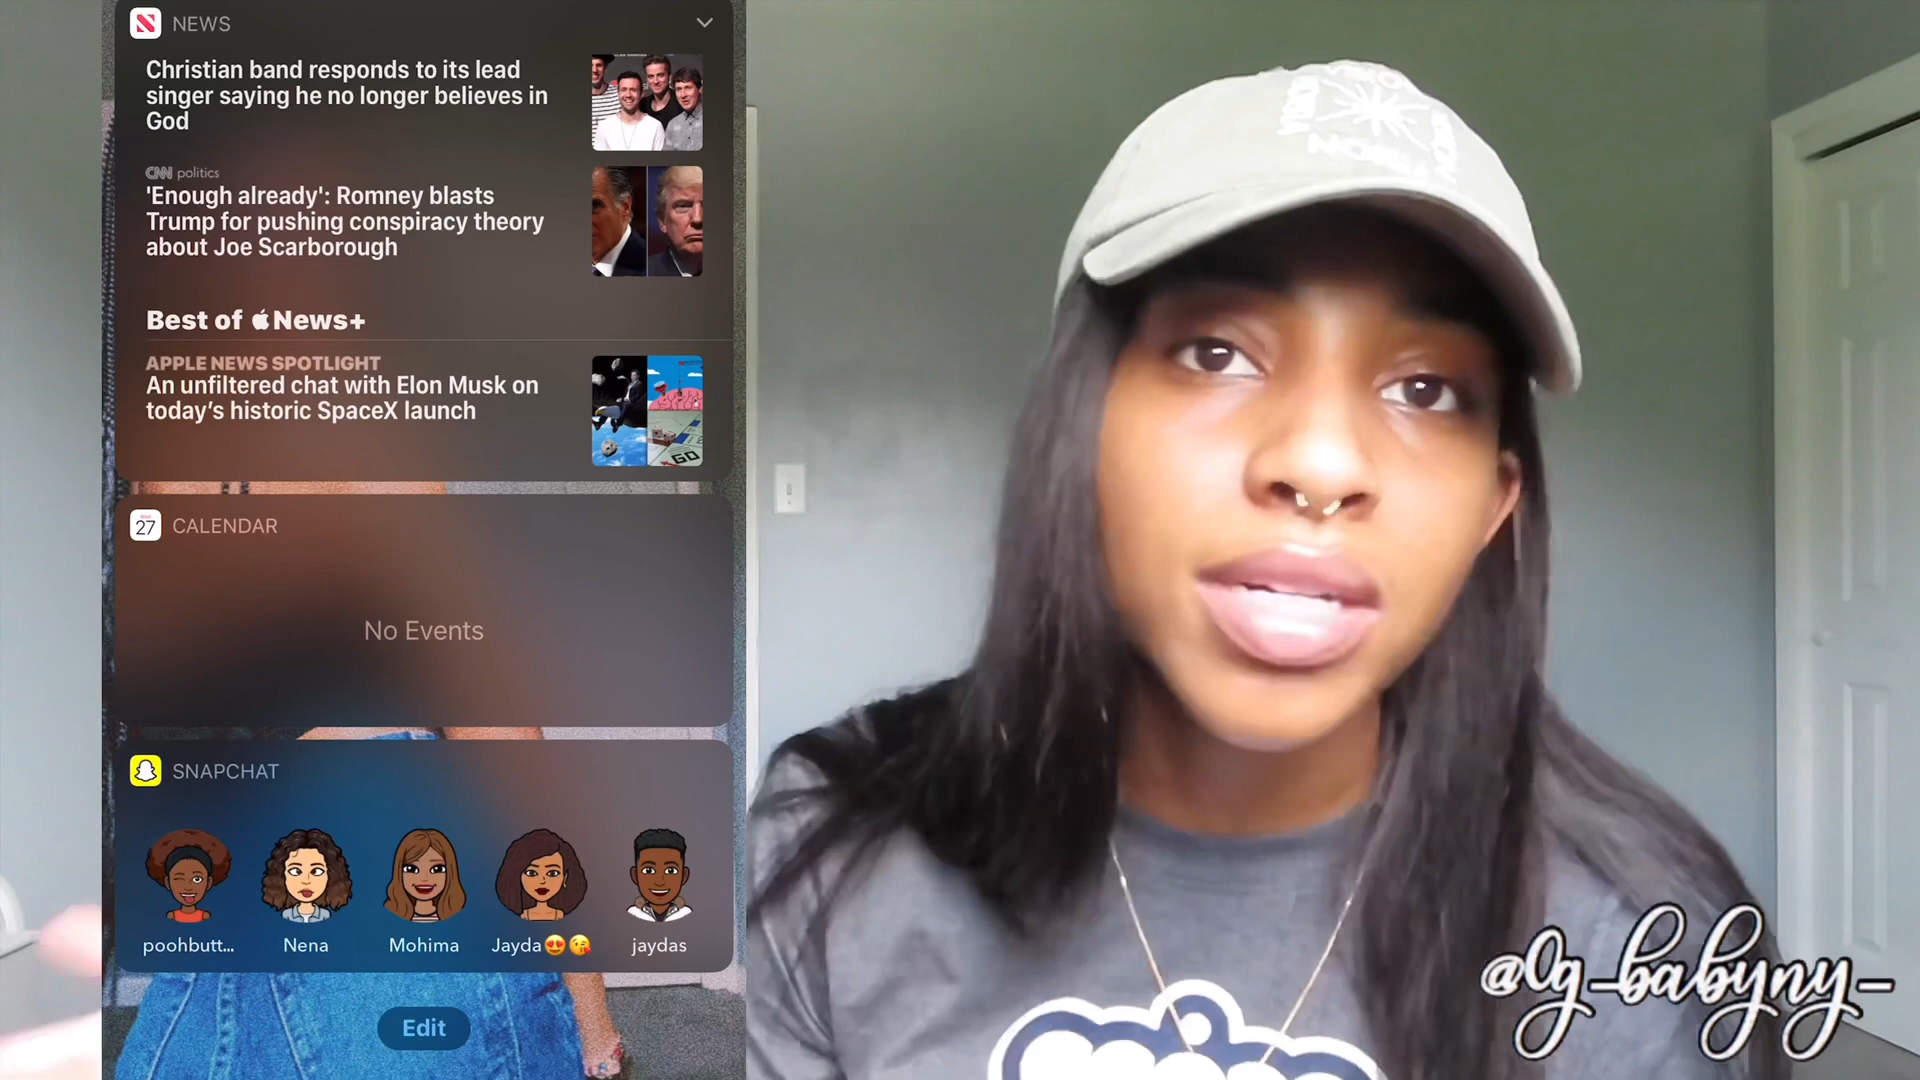 NEWS
Christian band responds to its lead
singer saying he no longer believes in
God
CNN politics
'Enough already': Romney blasts
Trump for pushing conspiracy theory
about Joe Scarborough
Best of News+
APPLE NEWS SPOTLIGHT
An unfiltered chat with Elon Musk on
today's historic SpaceX launch
GO
Wed
27
CALENDAR
No Events
SNAPCHAT
poohbutt...
Nena
Mohima
Jayda😍😘
jaydas
Edit
@Og_babyny_